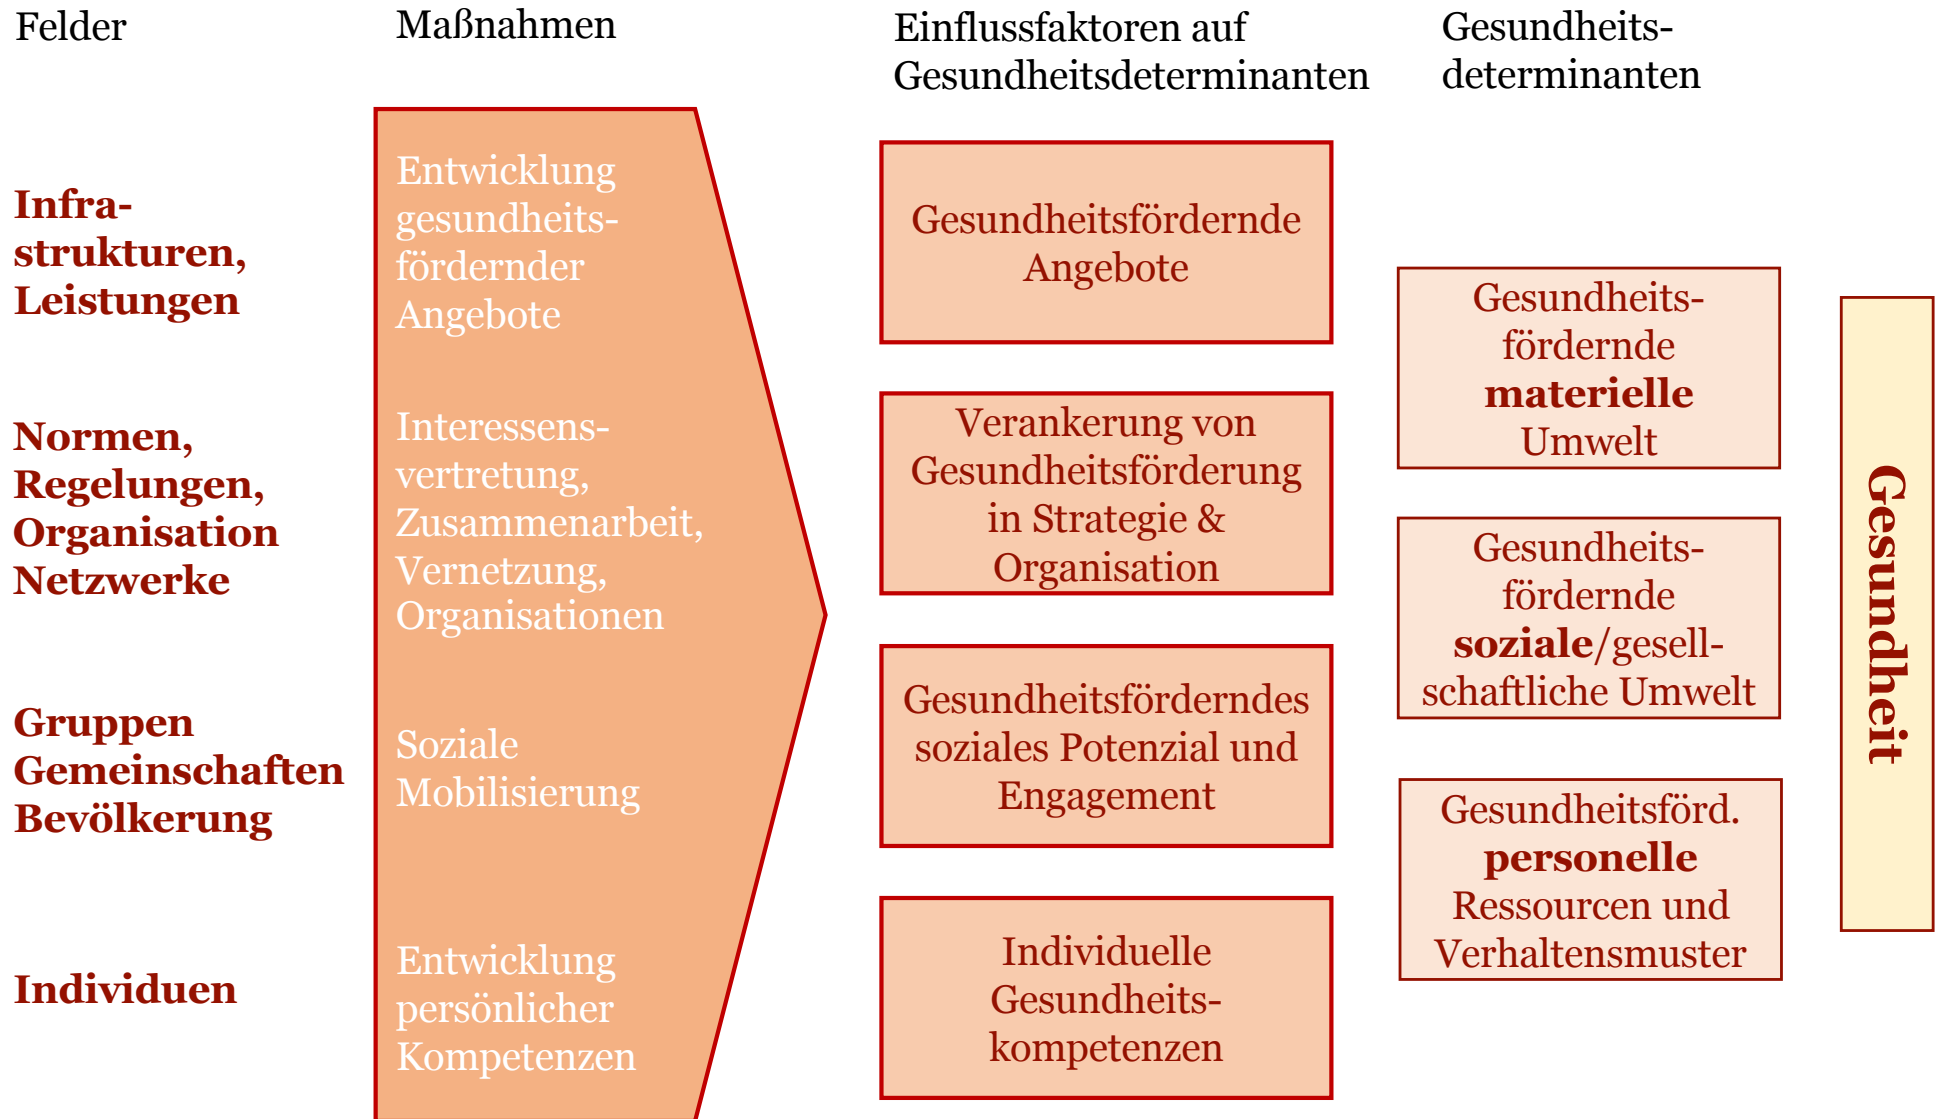 Felder
Maßnahmen
Einflussfaktoren auf
Gesundheitsdeterminanten
Gesundheits-
determinanten
Infra-
strukturen,
Leistungen
Normen,
Regelungen,
Organisation
Netzwerke
Gruppen
Gemeinschaften
Bevölkerung
Individuen
Entwicklung
gesundheits-
fördernder
Angebote
Interessens-
vertretung,
Zusammenarbeit,
Vernetzung,
Organisationen
Soziale
Mobilisierung
Entwicklung
persönlicher
Kompetenzen
Gesundheitsfördernde
Angebote
Verankerung von
Gesundheitsförderung
in Strategie &
Organisation
Gesundheitsförderndes
soziales Potenzial und
Engagement
Individuelle
Gesundheits-
kompetenzen
Gesundheits-
fördernde
materielle
Umwelt
Gesundheits-
fördernde
soziale/gesell-
schaftliche Umwelt
Gesundheitsförd.
personelle
Ressourcen und
Verhaltensmuster
Gesundheit